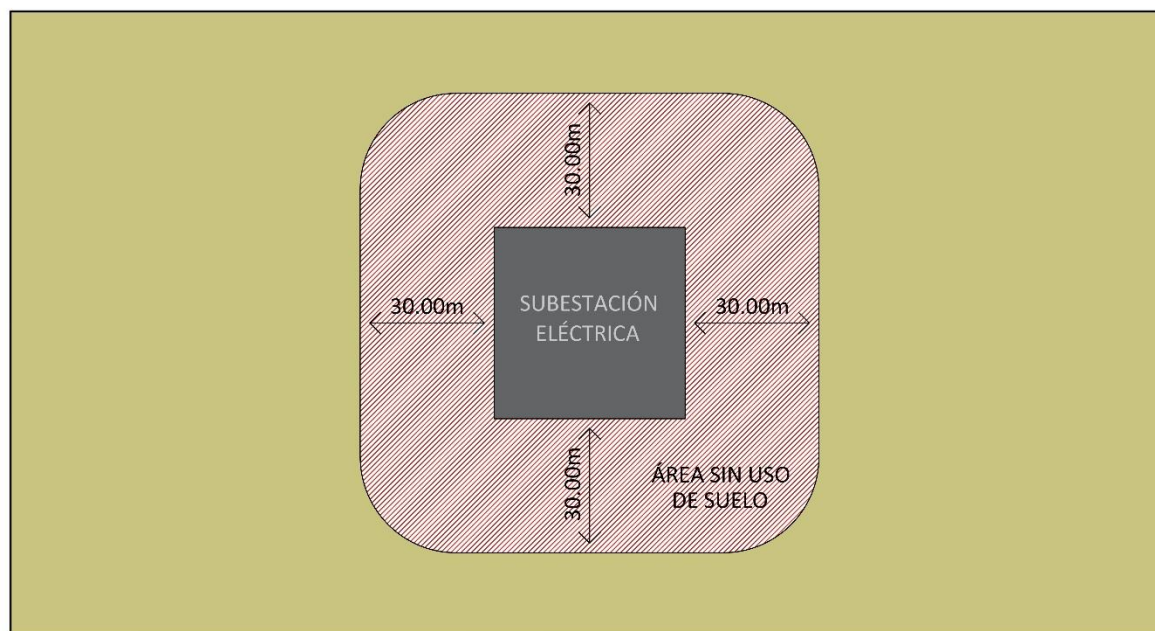 30.00m
30.00m
SUBESTACIÓN
ELÉCTRICA
30.00m
30.00m
ÁREA SIN USO
DE SUELO